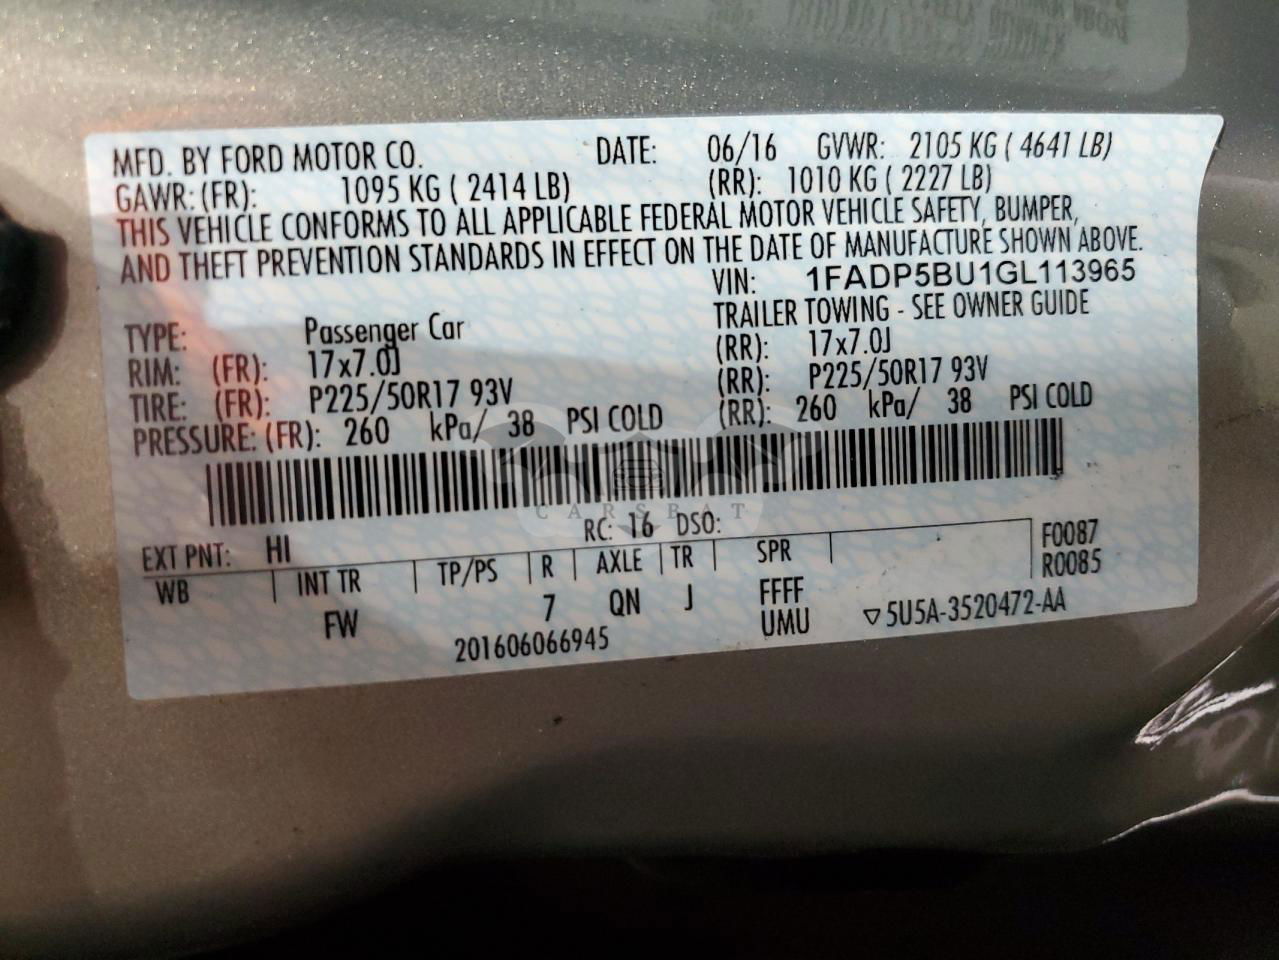 MFD. BY FORD MOTOR CO. DATE: 06/16 GVWR: 2105 KG ( 4641 LB)
GAWR: (FR): 1095 KG ( 2414 LB) (RR): 1010 KG ( 2227 LB)
THIS VEHICLE CONFORMS TO ALL APPLICABLE FEDERAL MOTOR VEHICLE SAFETY, BUMPER,
AND THEFT PREVENTION STANDARDS IN EFFECT ON THE DATE OF MANUFACTURE SHOWN ABOVE.
VIN: 1FADP5BU1GL113965
TYPE: Passenger Car TRAILER TOWING - SEE OWNER GUIDE
RIM: (FR): 17x7.0J (RR): 17x7.0J
TIRE: (FR): P225/50R17 93V (RR): P225/50R17 93V
PRESSURE: (FR): 260 kPa/ 38 PSI COLD (RR): 260 kPa/ 38 PSI COLD
CARSBAT
EXT PNT: HI RC: 16 DSO: F0087
WB INT TR TP/PS R AXLE TR SPR R0085
FW 7 QN J FFFF
UMU ▽5U5A-3520472-AA
201606066945